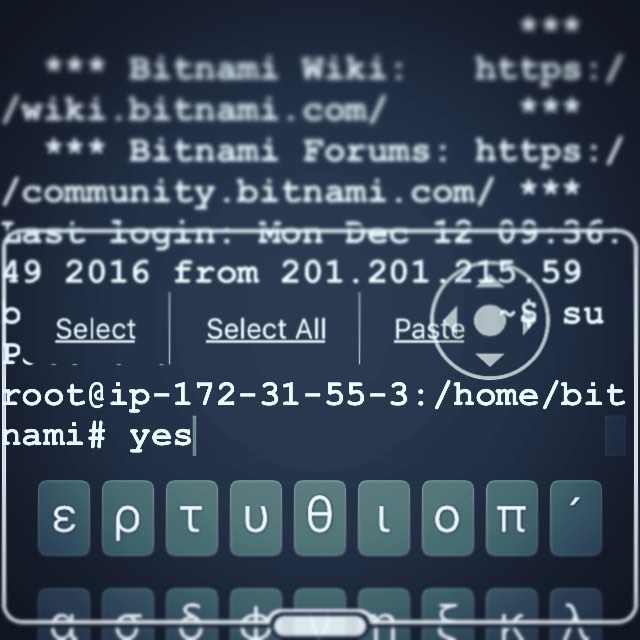 ***
*** Bitnami Wiki: https:/
/wiki.bitnami.com/ ***
*** Bitnami Forums: https:/
/community.bitnami.com/ ***
Last login: Mon Dec 12 09:36:
49 2016 from 201.201.215.59
~$ su
Select Select All Paste
root@ip-172-31-55-3:/home/bit
nami# yes
ε ρ τ υ θ ι ο π ´
α σ δ φ γ η ξ κ λ